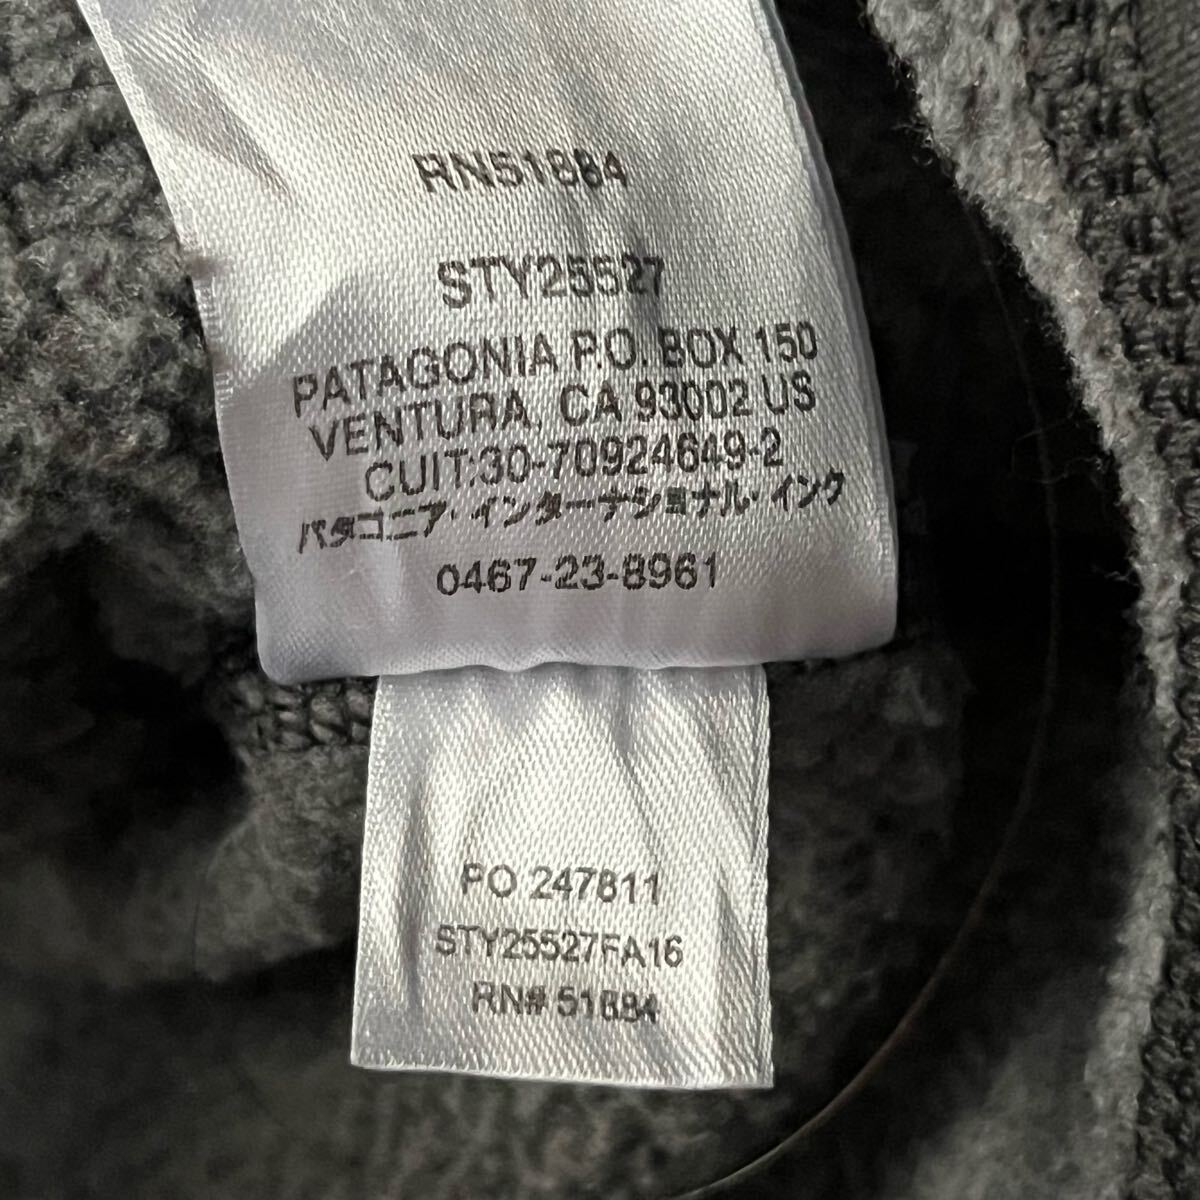 RN51884
STY25527
PATAGONIA P.O. BOX 150
VENTURA, CA 93002 US
CUIT:30-70924649-2
パタゴニア・インターナショナル・インク
0467-23-8961
PO 247811
STY25527FA16
RN# 51884